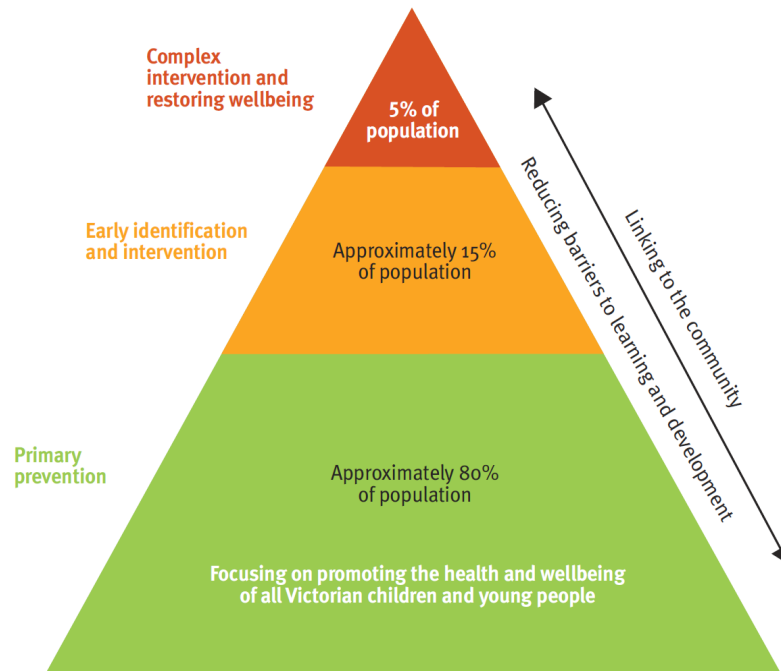 Complex
intervention and
restoring wellbeing
5% of
population
Early identification
and intervention
Approximately 15%
of population
Primary
prevention
Approximately 80%
of population
Focusing on promoting the health and wellbeing
of all Victorian children and young people
Reducing barriers to learning and development
Linking to the community